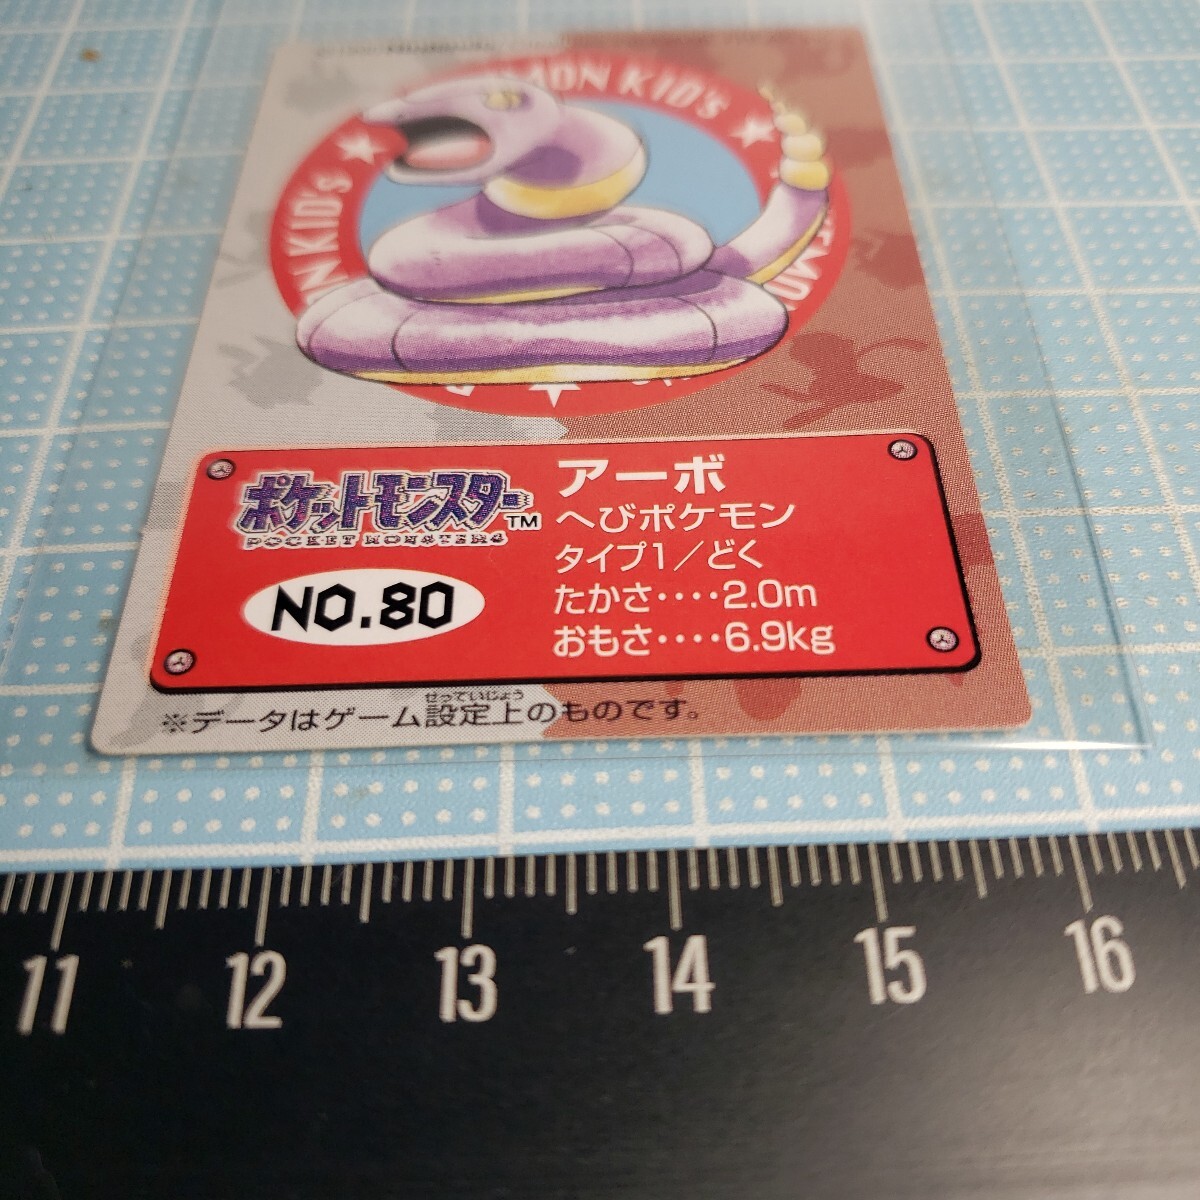 MON KID's
ON KID's
アーボ
ポケットモンスター™
POCKET MONSTERS
へびポケモン
タイプ1／どく
NO.80
たかさ‥‥2.0m
おもさ‥‥6.9kg
せっていじょう
※データはゲーム設定上のものです。
11 12 13 14 15 16